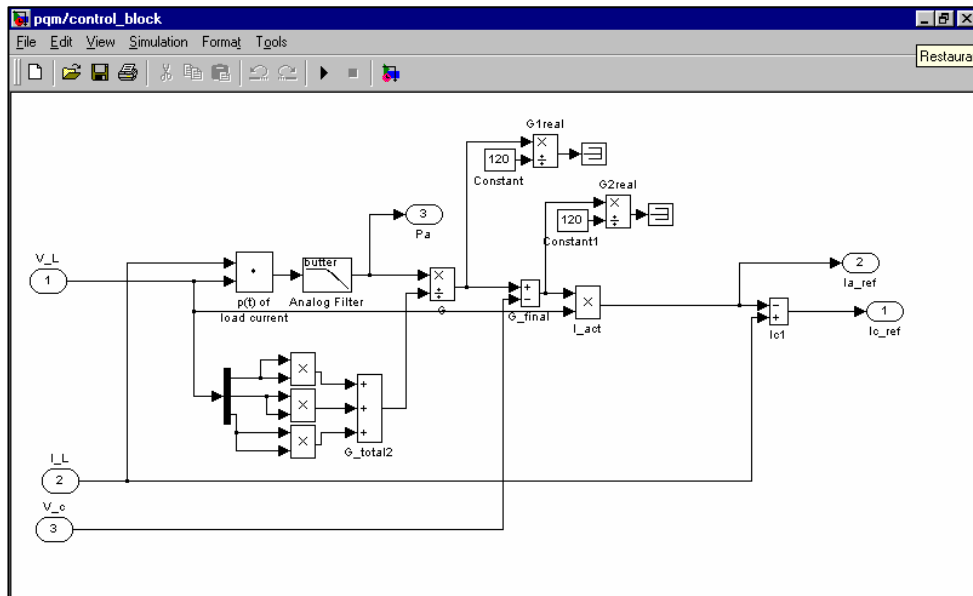 pqm/control_block
File Edit View Simulation Format Tools
Restaura
G1real
×
÷
120
Constant
G2real
×
÷
120
Constant1
3
Pa
V_L
1
p(t) of
load current
butter
Analog Filter
×
÷
G
+
−
G_final
×
I_act
2
Ia_ref
−
+
Ic1
1
Ic_ref
×
×
×
+
+
+
G_total2
I_L
2
V_c
3